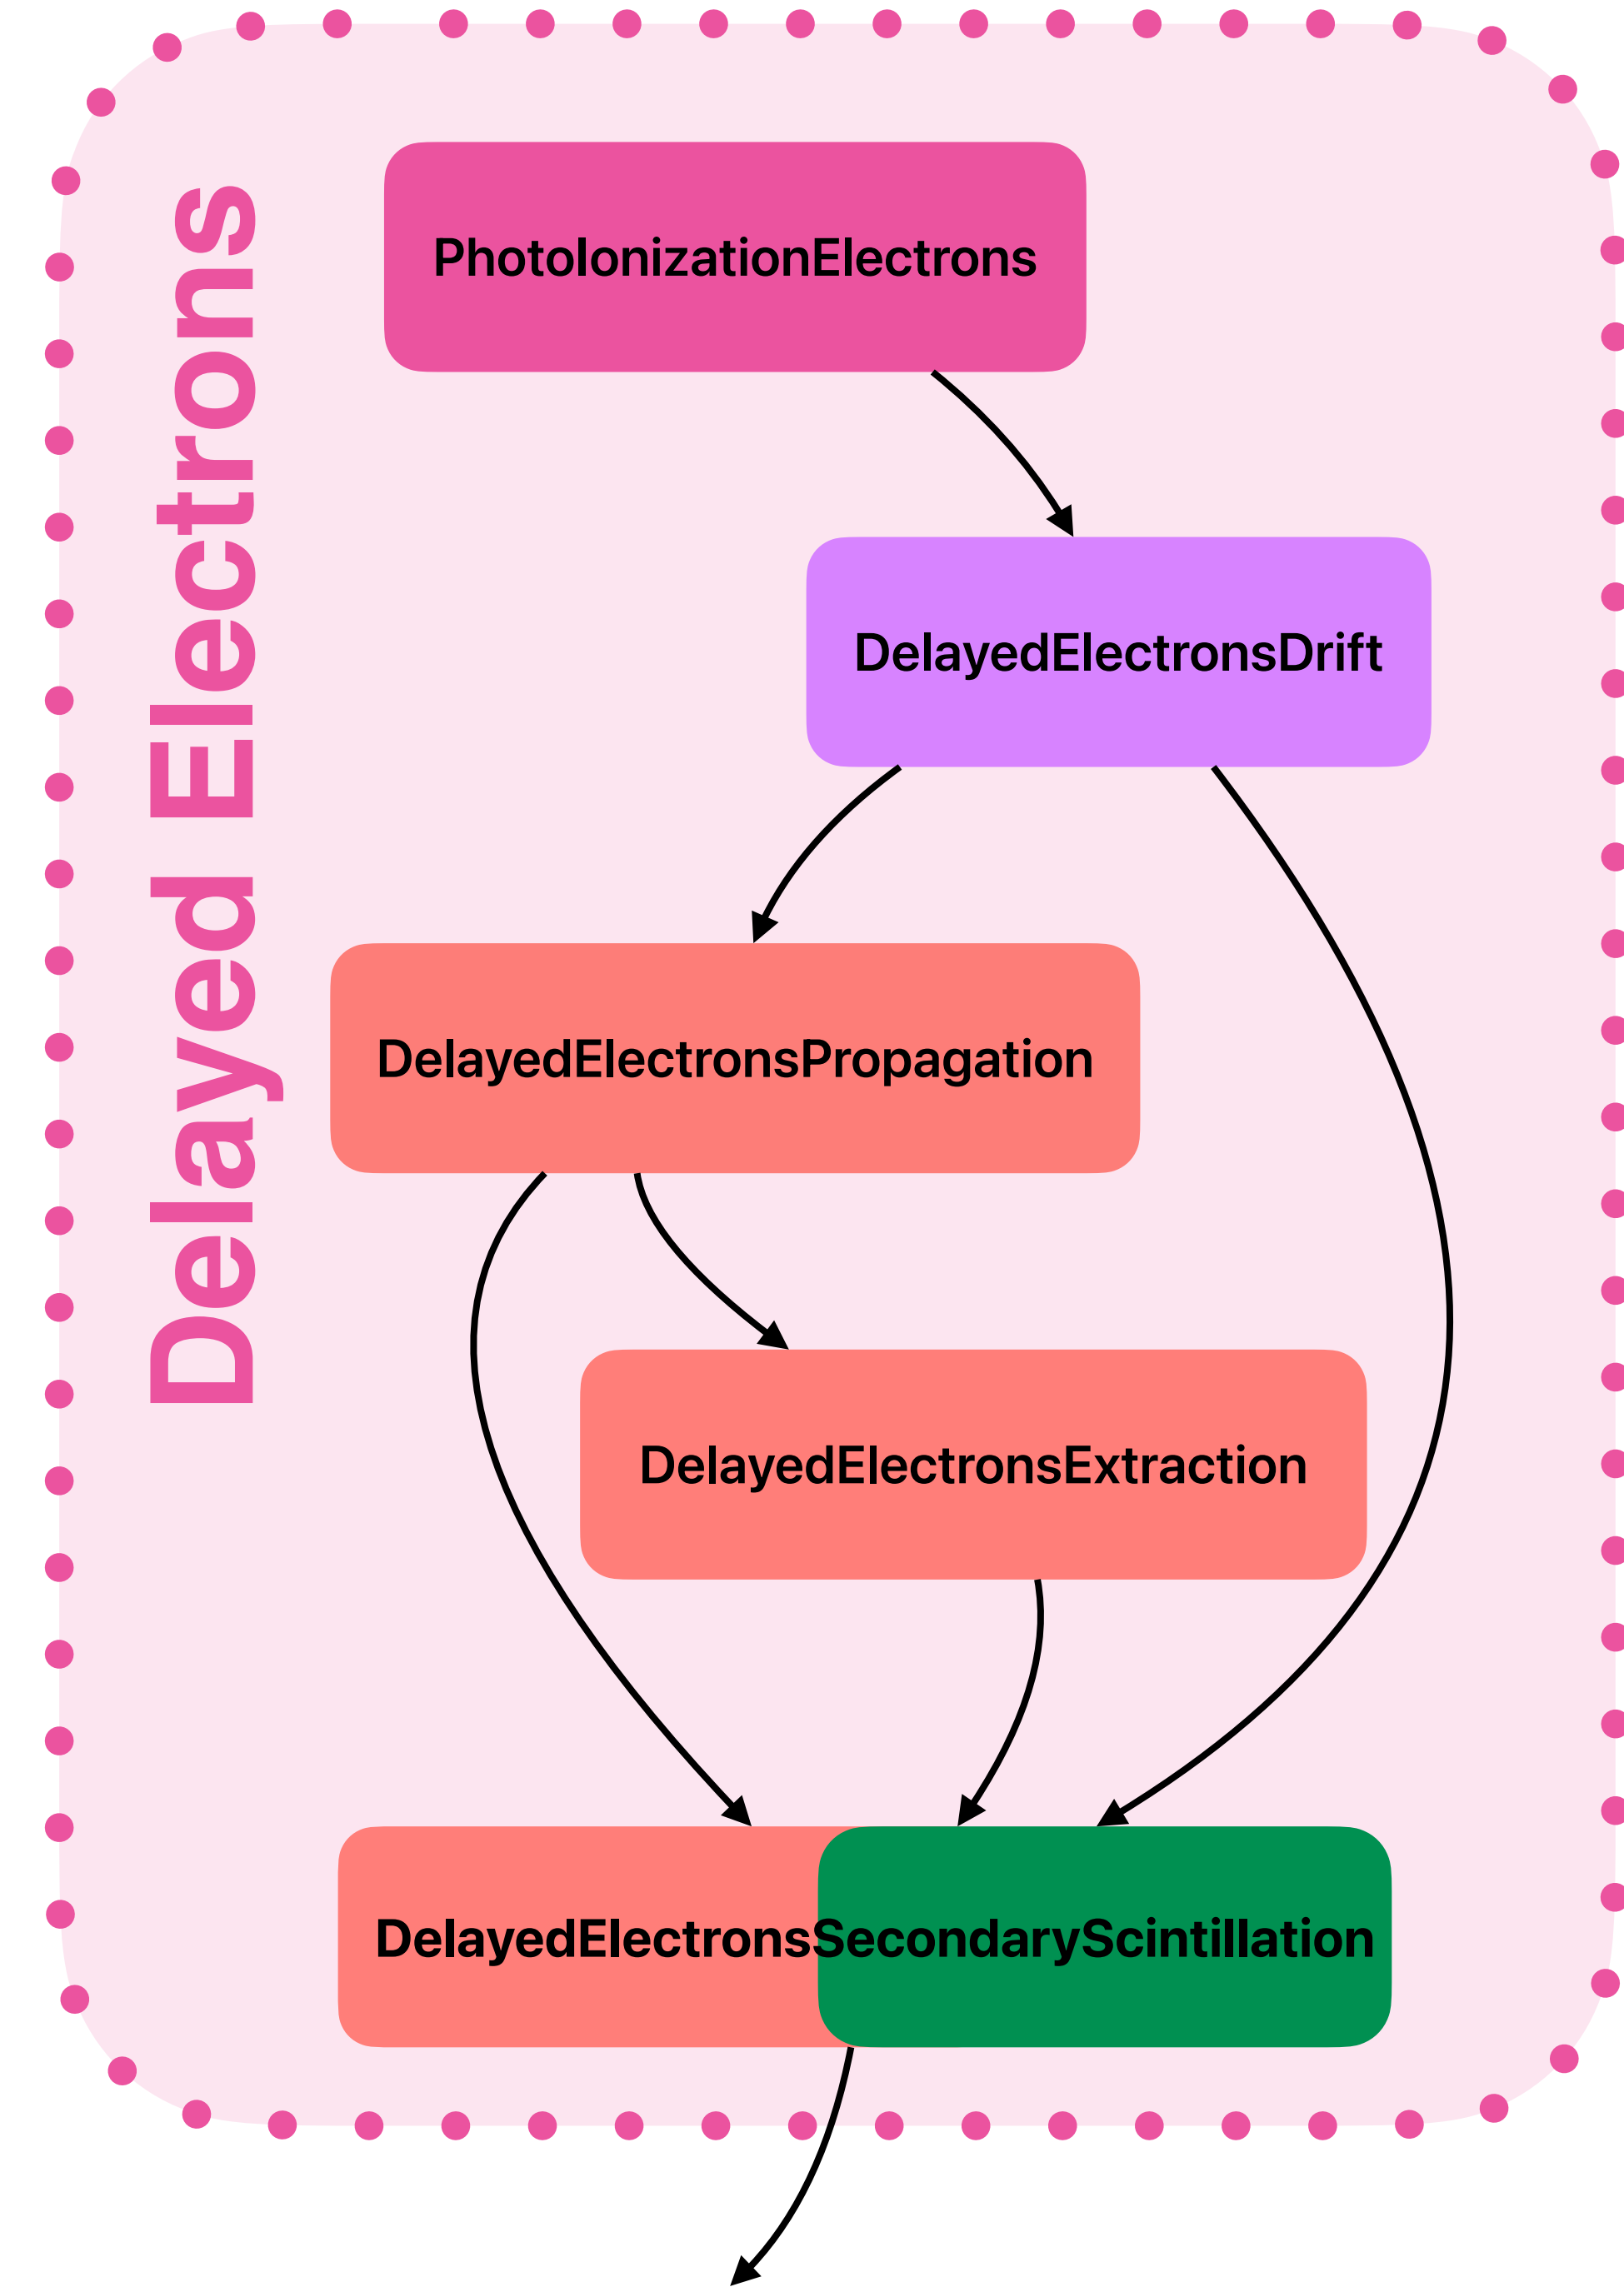 Delayed Electrons
PhotoIonizationElectrons
DelayedElectronsDrift
DelayedElectronsPropagation
DelayedElectronsExtraction
DelayedElectronsSecondaryScintillation